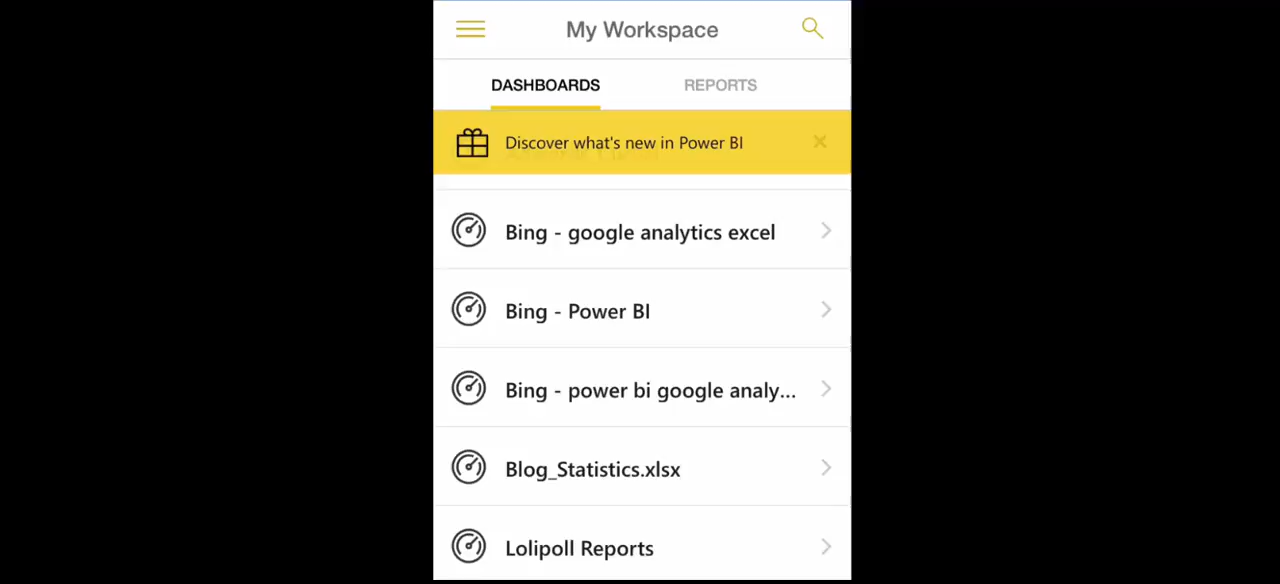 My Workspace
DASHBOARDS
REPORTS
Discover what's new in Power BI
Bing - google analytics excel
Bing - Power BI
Bing - power bi google analy...
Blog_Statistics.xlsx
Lolipoll Reports